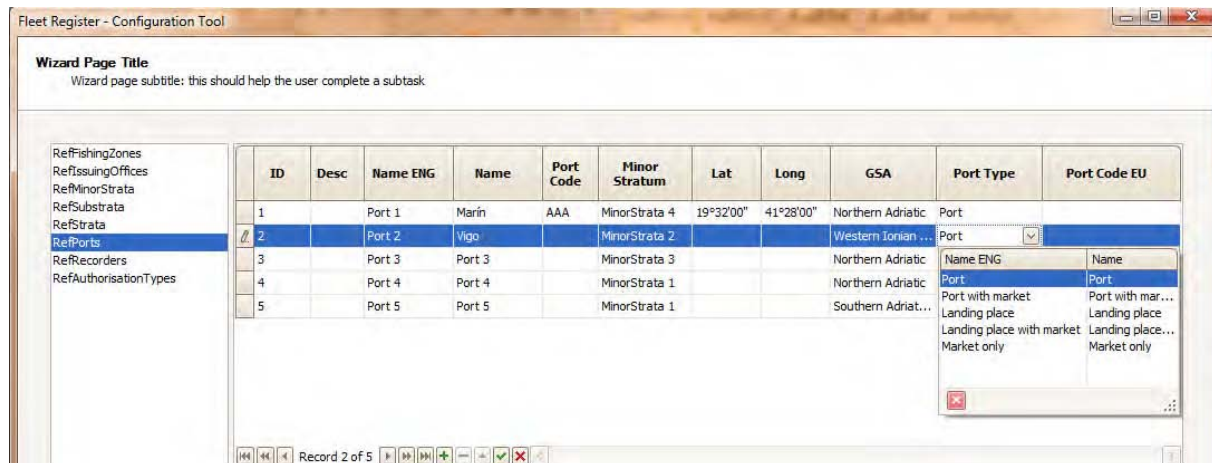 Fleet Register - Configuration Tool
Wizard Page Title
Wizard page subtitle: this should help the user complete a subtask
RefFishingZones
RefIssuingOffices
RefMinorStrata
RefSubstrata
RefStrata
RefPorts
RefRecorders
RefAuthorisationTypes
ID Desc Name ENG Name Port Code Minor Stratum Lat Long GSA Port Type Port Code EU
1 Port 1 Marín AAA MinorStrata 4 19°32'00" 41°28'00" Northern Adriatic Port
2 Port 2 Vigo MinorStrata 2 Western Ionian ... Port
3 Port 3 Port 3 MinorStrata 3 Northern Adriatic
4 Port 4 Port 4 MinorStrata 1 Northern Adriatic
5 Port 5 Port 5 MinorStrata 1 Southern Adriat...
Name ENG Name
Port Port
Port with market Port with mar...
Landing place Landing place
Landing place with market Landing place...
Market only Market only
Record 2 of 5